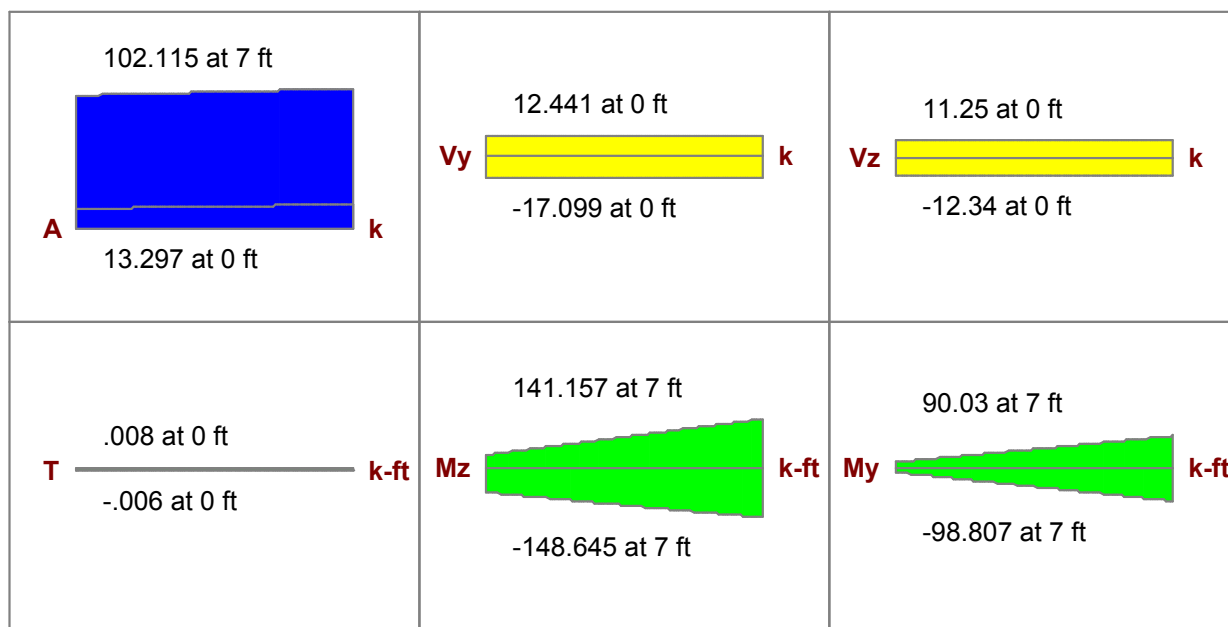 102.115 at 7 ft
A
k
13.297 at 0 ft
12.441 at 0 ft
Vy
k
-17.099 at 0 ft
11.25 at 0 ft
Vz
k
-12.34 at 0 ft
.008 at 0 ft
T
k-ft
-.006 at 0 ft
141.157 at 7 ft
Mz
k-ft
-148.645 at 7 ft
90.03 at 7 ft
My
k-ft
-98.807 at 7 ft